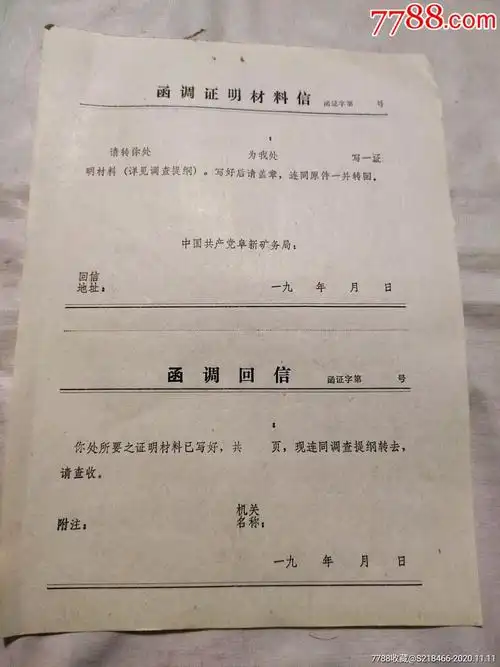 7788.com
函调证明材料信 函证字第 号
:
请转你处 为我处 写一证
明材料(详见调查提纲)。写好后请盖章,连同原件一并转回。
中国共产党阜新矿务局:
回信
地址: 一九 年 月 日
函调回信 函证字第 号
:
你处所要之证明材料已写好,共 页,现连同调查提纲转去,
请查收。
机关
附注: 名称:
一九 年 月 日
7788收藏@S218466-2020.11.11